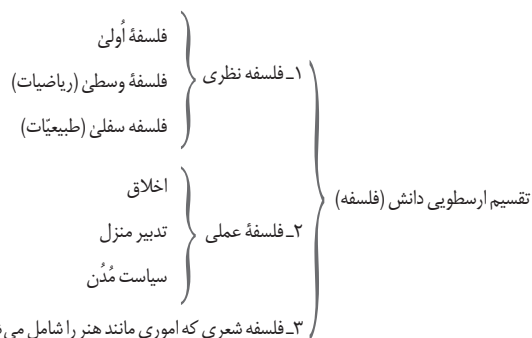 تقسیم ارسطویی دانش (فلسفه)
۱ـ فلسفه نظری
فلسفهٔ اُولیٰ
فلسفهٔ وسطیٰ (ریاضیات)
فلسفه سفلیٰ (طبیعیّات)
۲ـ فلسفهٔ عملی
اخلاق
تدبیر منزل
سیاست مُدُن
۳ـ فلسفه شعری که اموری مانند هنر را شامل می